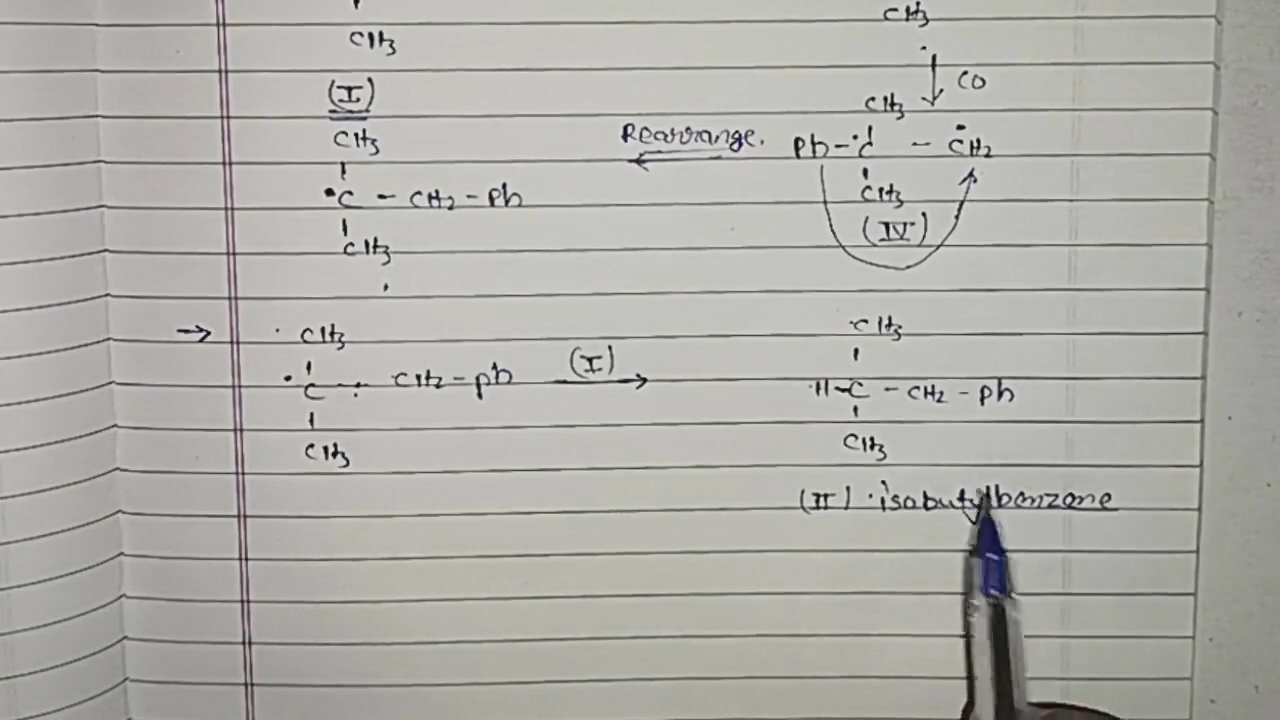 CH3
CH3
↓ CO
(I)
CH3
CH3
Rearrange.
Ph-C - ĊH2
•C - CH2-Ph
CH3
(IV)
CH3
→ CH3
CH3
•C - CH2-Ph (I) →
H-C - CH2-Ph
CH3
CH3
(II) isobutylbenzene